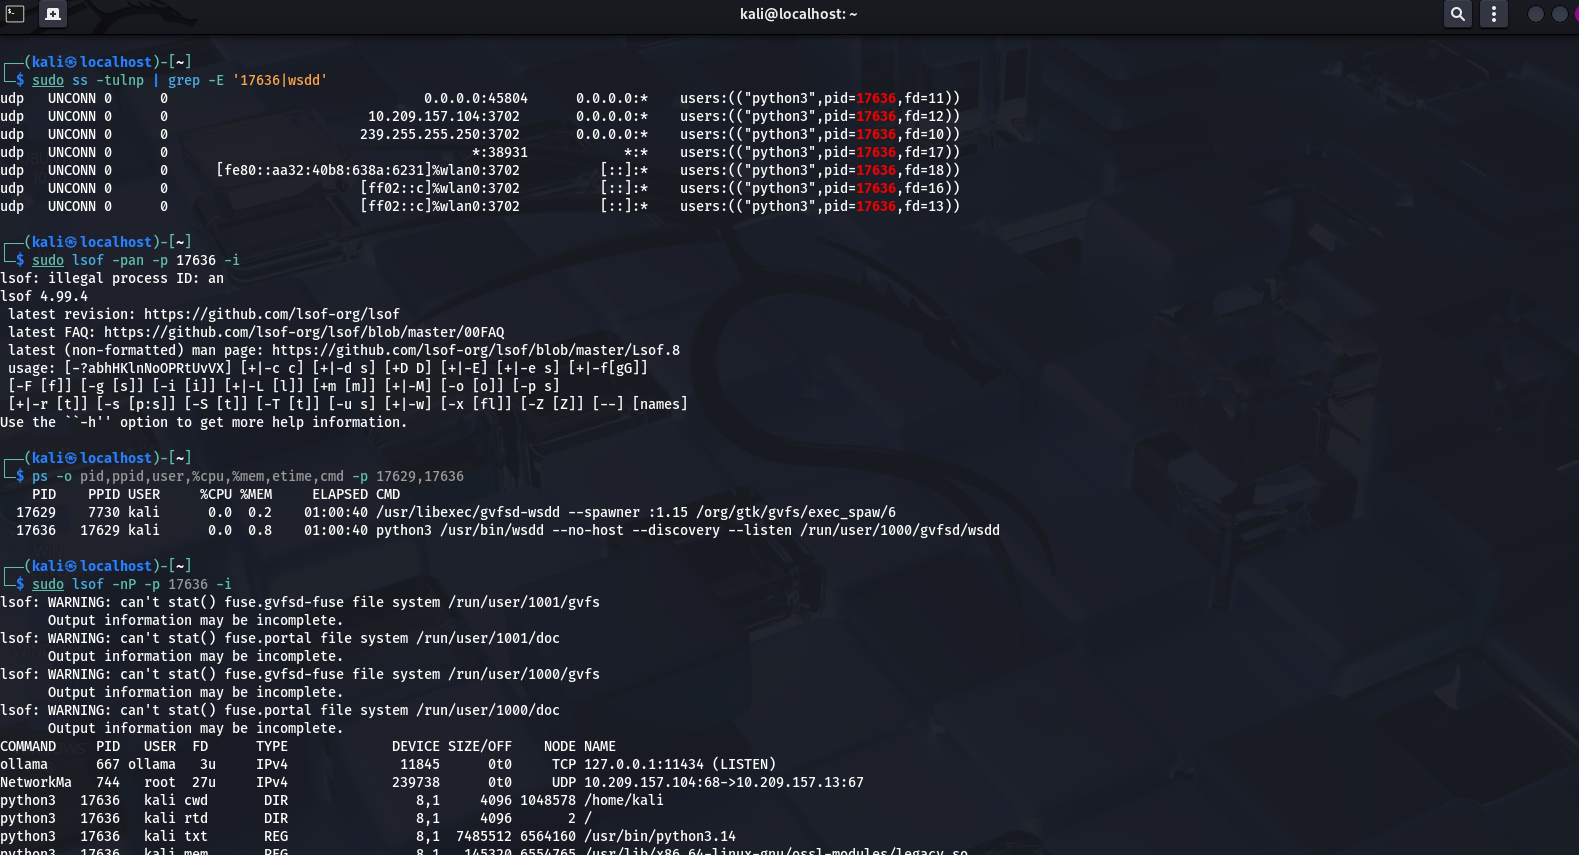 kali@localhost: ~
┌──(kali㉿localhost)-[~]
└─$ sudo ss -tulnp | grep -E '17636|wsdd'
udp   UNCONN 0      0                                0.0.0.0:45804      0.0.0.0:*    users:(("python3",pid=17636,fd=11))
udp   UNCONN 0      0                         10.209.157.104:3702       0.0.0.0:*    users:(("python3",pid=17636,fd=12))
udp   UNCONN 0      0                        239.255.255.250:3702       0.0.0.0:*    users:(("python3",pid=17636,fd=10))
udp   UNCONN 0      0                                      *:38931            *:*    users:(("python3",pid=17636,fd=17))
udp   UNCONN 0      0      [fe80::aa32:40b8:638a:6231]%wlan0:3702          [::]:*    users:(("python3",pid=17636,fd=18))
udp   UNCONN 0      0                        [ff02::c]%wlan0:3702          [::]:*    users:(("python3",pid=17636,fd=16))
udp   UNCONN 0      0                        [ff02::c]%wlan0:3702          [::]:*    users:(("python3",pid=17636,fd=13))
┌──(kali㉿localhost)-[~]
└─$ sudo lsof -pan -p 17636 -i
lsof: illegal process ID: an
lsof 4.99.4
 latest revision: https://github.com/lsof-org/lsof
 latest FAQ: https://github.com/lsof-org/lsof/blob/master/00FAQ
 latest (non-formatted) man page: https://github.com/lsof-org/lsof/blob/master/Lsof.8
 usage: [-?abhHKlnNoOPRtUvVX] [+|-c c] [+|-d s] [+D D] [+|-E] [+|-e s] [+|-f[gG]]
 [-F [f]] [-g [s]] [-i [i]] [+|-L [l]] [+m [m]] [+|-M] [-o [o]] [-p s]
 [+|-r [t]] [-s [p:s]] [-S [t]] [-T [t]] [-u s] [+|-w] [-x [fl]] [-Z [Z]] [--] [names]
Use the ``-h'' option to get more help information.
┌──(kali㉿localhost)-[~]
└─$ ps -o pid,ppid,user,%cpu,%mem,etime,cmd -p 17629,17636
    PID    PPID USER     %CPU %MEM     ELAPSED CMD
  17629    7730 kali      0.0  0.2    01:00:40 /usr/libexec/gvfsd-wsdd --spawner :1.15 /org/gtk/gvfs/exec_spaw/6
  17636   17629 kali      0.0  0.8    01:00:40 python3 /usr/bin/wsdd --no-host --discovery --listen /run/user/1000/gvfsd/wsdd
┌──(kali㉿localhost)-[~]
└─$ sudo lsof -nP -p 17636 -i
lsof: WARNING: can't stat() fuse.gvfsd-fuse file system /run/user/1001/gvfs
      Output information may be incomplete.
lsof: WARNING: can't stat() fuse.portal file system /run/user/1001/doc
      Output information may be incomplete.
lsof: WARNING: can't stat() fuse.gvfsd-fuse file system /run/user/1000/gvfs
      Output information may be incomplete.
lsof: WARNING: can't stat() fuse.portal file system /run/user/1000/doc
      Output information may be incomplete.
COMMAND     PID   USER  FD      TYPE             DEVICE SIZE/OFF    NODE NAME
ollama      667 ollama   3u     IPv4              11845      0t0     TCP 127.0.0.1:11434 (LISTEN)
NetworkMa   744   root  27u     IPv4             239738      0t0     UDP 10.209.157.104:68->10.209.157.13:67
python3   17636   kali cwd       DIR                8,1     4096 1048578 /home/kali
python3   17636   kali rtd       DIR                8,1     4096       2 /
python3   17636   kali txt       REG                8,1  7485512 6564160 /usr/bin/python3.14
python3   17636   kali mem       REG                8,1   145320 6554765 /usr/lib/x86_64-linux-gnu/ossl-modules/legacy.so